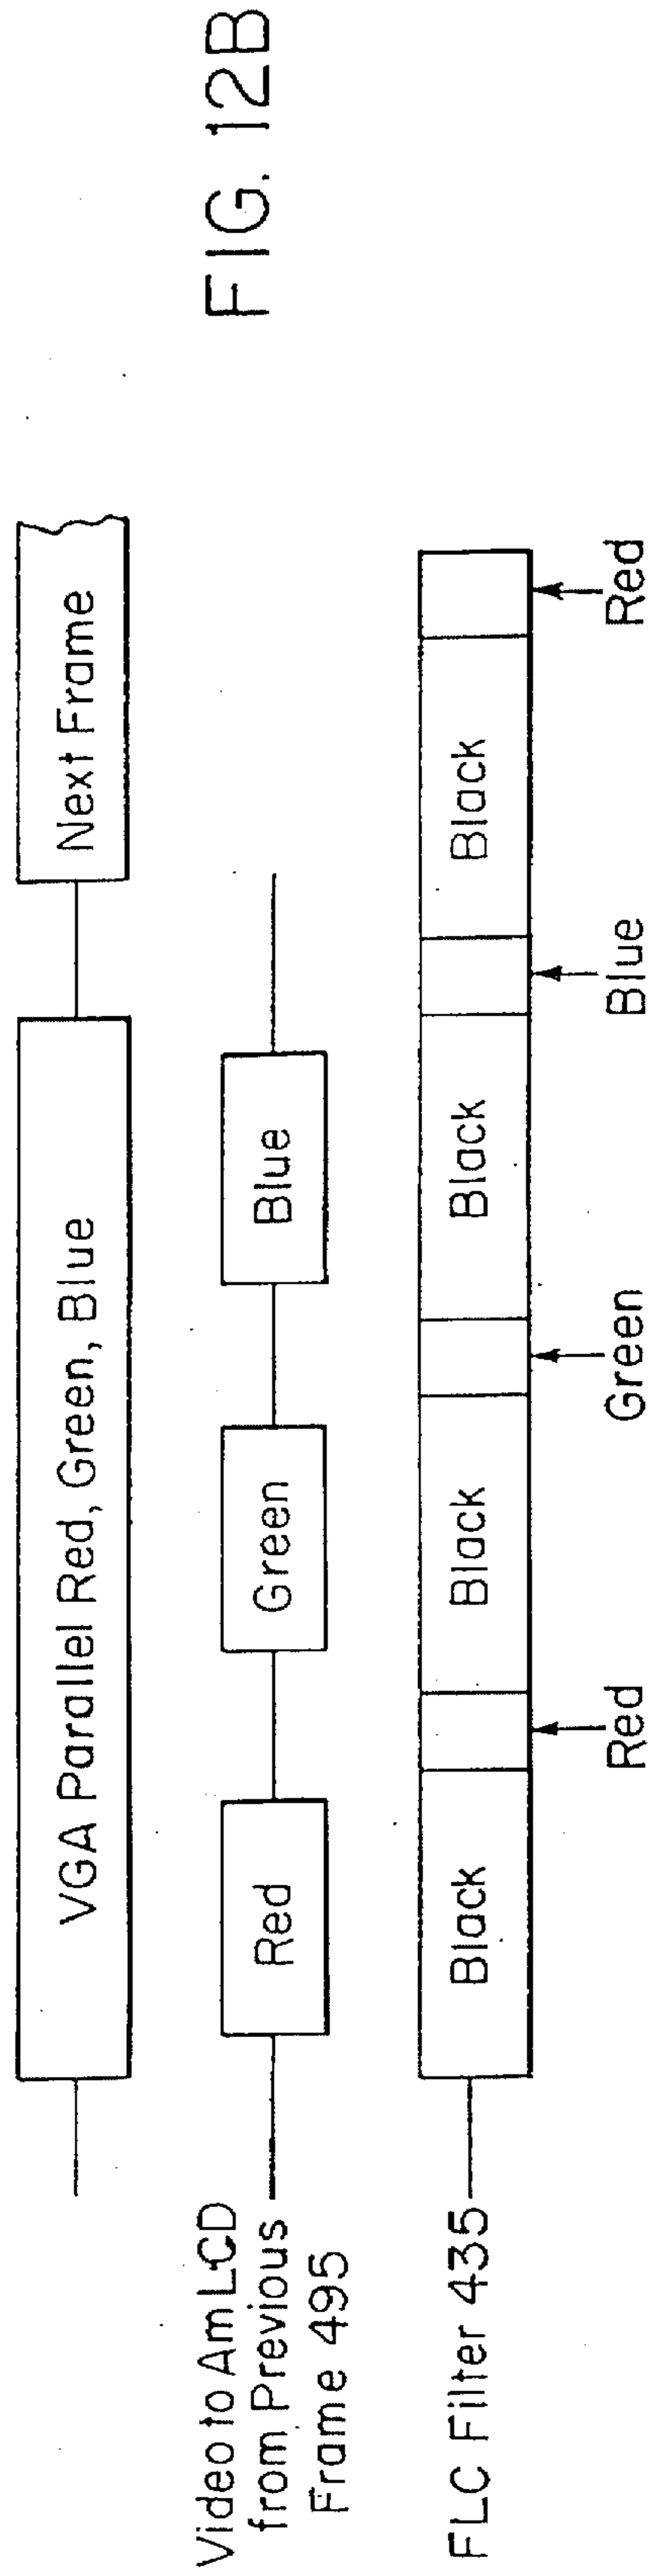 VGA Parallel Red, Green, Blue
Next Frame
Video to Am LCD
from Previous
Frame 495
Red
Green
Blue
FLC Filter 435
Black
Black
Black
Black
Red
Green
Blue
Red
FIG. 12B